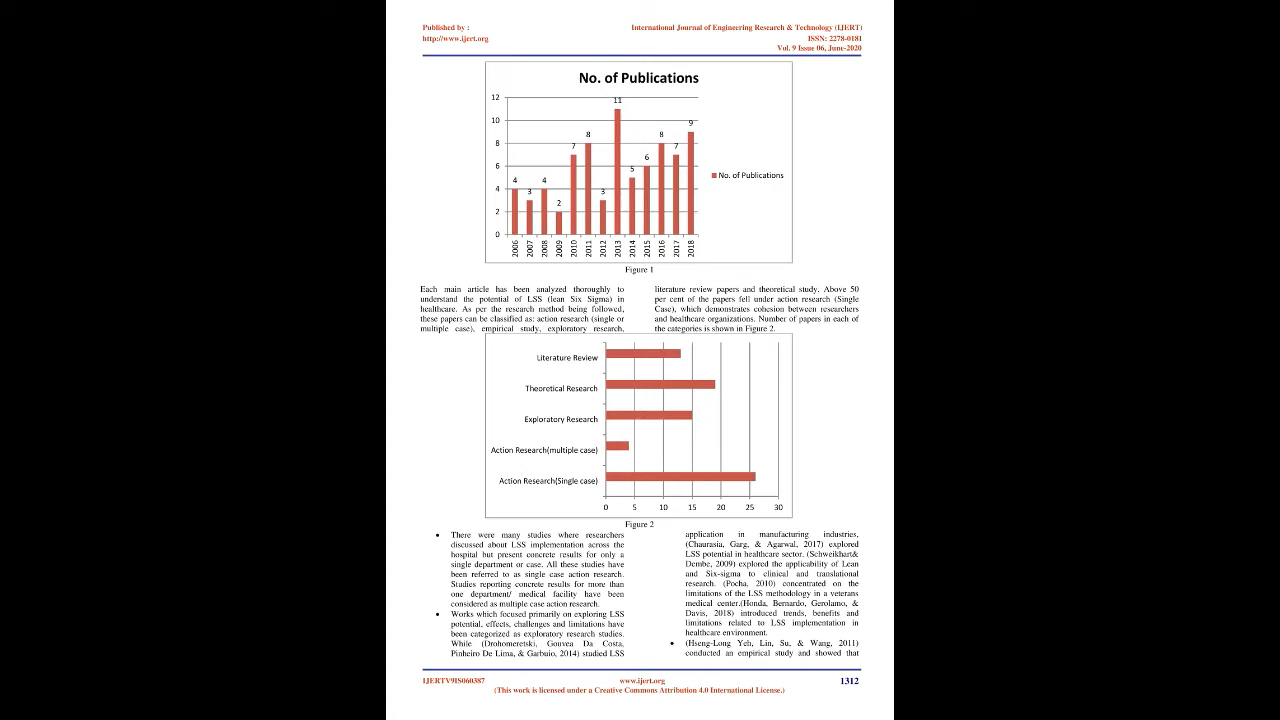 Published by :
International Journal of Engineering Research & Technology (IJERT)
http://www.ijert.org
ISSN: 2278-0181
Vol. 9 Issue 06, June-2020
No. of Publications
12
10
8
6
4
2
0
4
3
4
2
7
8
3
11
5
6
8
7
9
2006
2007
2008
2009
2010
2011
2012
2013
2014
2015
2016
2017
2018
No. of Publications
Figure 1
Each main article has been analyzed thoroughly to
understand the potential of LSS (lean Six Sigma) in
healthcare. As per the research method being followed,
these papers can be classified as: action research (single or
multiple case), empirical study, exploratory research,
literature review papers and theoretical study. Above 50
per cent of the papers fell under action research (Single
Case), which demonstrates cohesion between researchers
and healthcare organizations. Number of papers in each of
the categories is shown in Figure 2.
Literature Review
Theoretical Research
Exploratory Research
Action Research(multiple case)
Action Research(Single case)
0 5 10 15 20 25 30
Figure 2
• There were many studies where researchers
discussed about LSS implementation across the
hospital but present concrete results for only a
single department or case. All these studies have
been referred to as single case action research.
Studies reporting concrete results for more than
one department/ medical facility have been
considered as multiple case action research.
• Works which focused primarily on exploring LSS
potential, effects, challenges and limitations have
been categorized as exploratory research studies.
While (Drohomeretski, Gouvea Da Costa,
Pinheiro De Lima, & Garbuio, 2014) studied LSS
application in manufacturing industries,
(Chaurasia, Garg, & Agarwal, 2017) explored
LSS potential in healthcare sector. (Schweikhart&
Dembe, 2009) explored the applicability of Lean
and Six-sigma to clinical and translational
research. (Pocha, 2010) concentrated on the
limitations of the LSS methodology in a veterans
medical center.(Honda, Bernardo, Gerolamo, &
Davis, 2018) introduced trends, benefits and
limitations related to LSS implementation in
healthcare environment.
• (Hseng-Long Yeh, Lin, Su, & Wang, 2011)
conducted an empirical study and showed that
IJERTV9IS060387
www.ijert.org
1312
(This work is licensed under a Creative Commons Attribution 4.0 International License.)